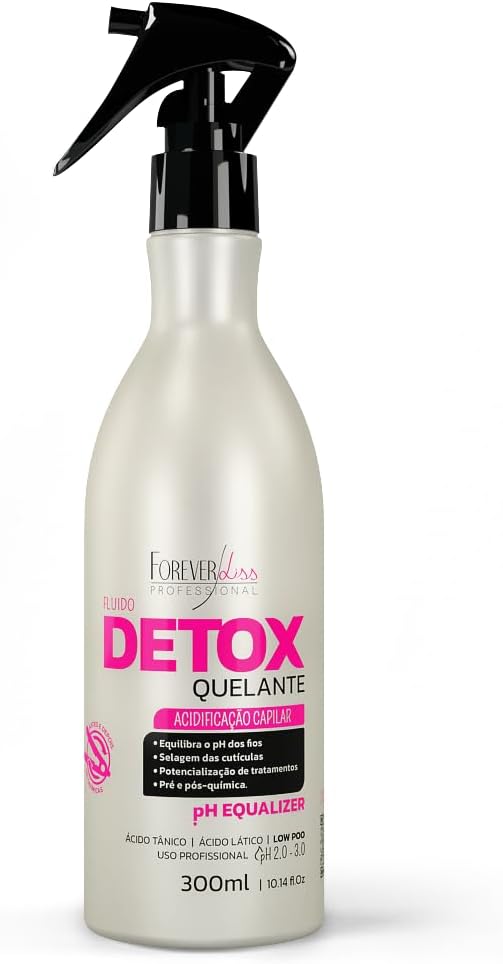 FOREVER Liss
PROFESSIONAL
FLUIDO
DETOX
QUELANTE
ACIDIFICAÇÃO CAPILAR
• Equilibra o pH dos fios
• Selagem das cutículas
• Potencialização de tratamentos
• Pré e pós-química.
pH EQUALIZER
ÁCIDO TÂNICO | ÁCIDO LÁTICO | LOW POO
USO PROFISSIONAL pH 2.0 - 3.0
300ml | 10.14 fl.Oz